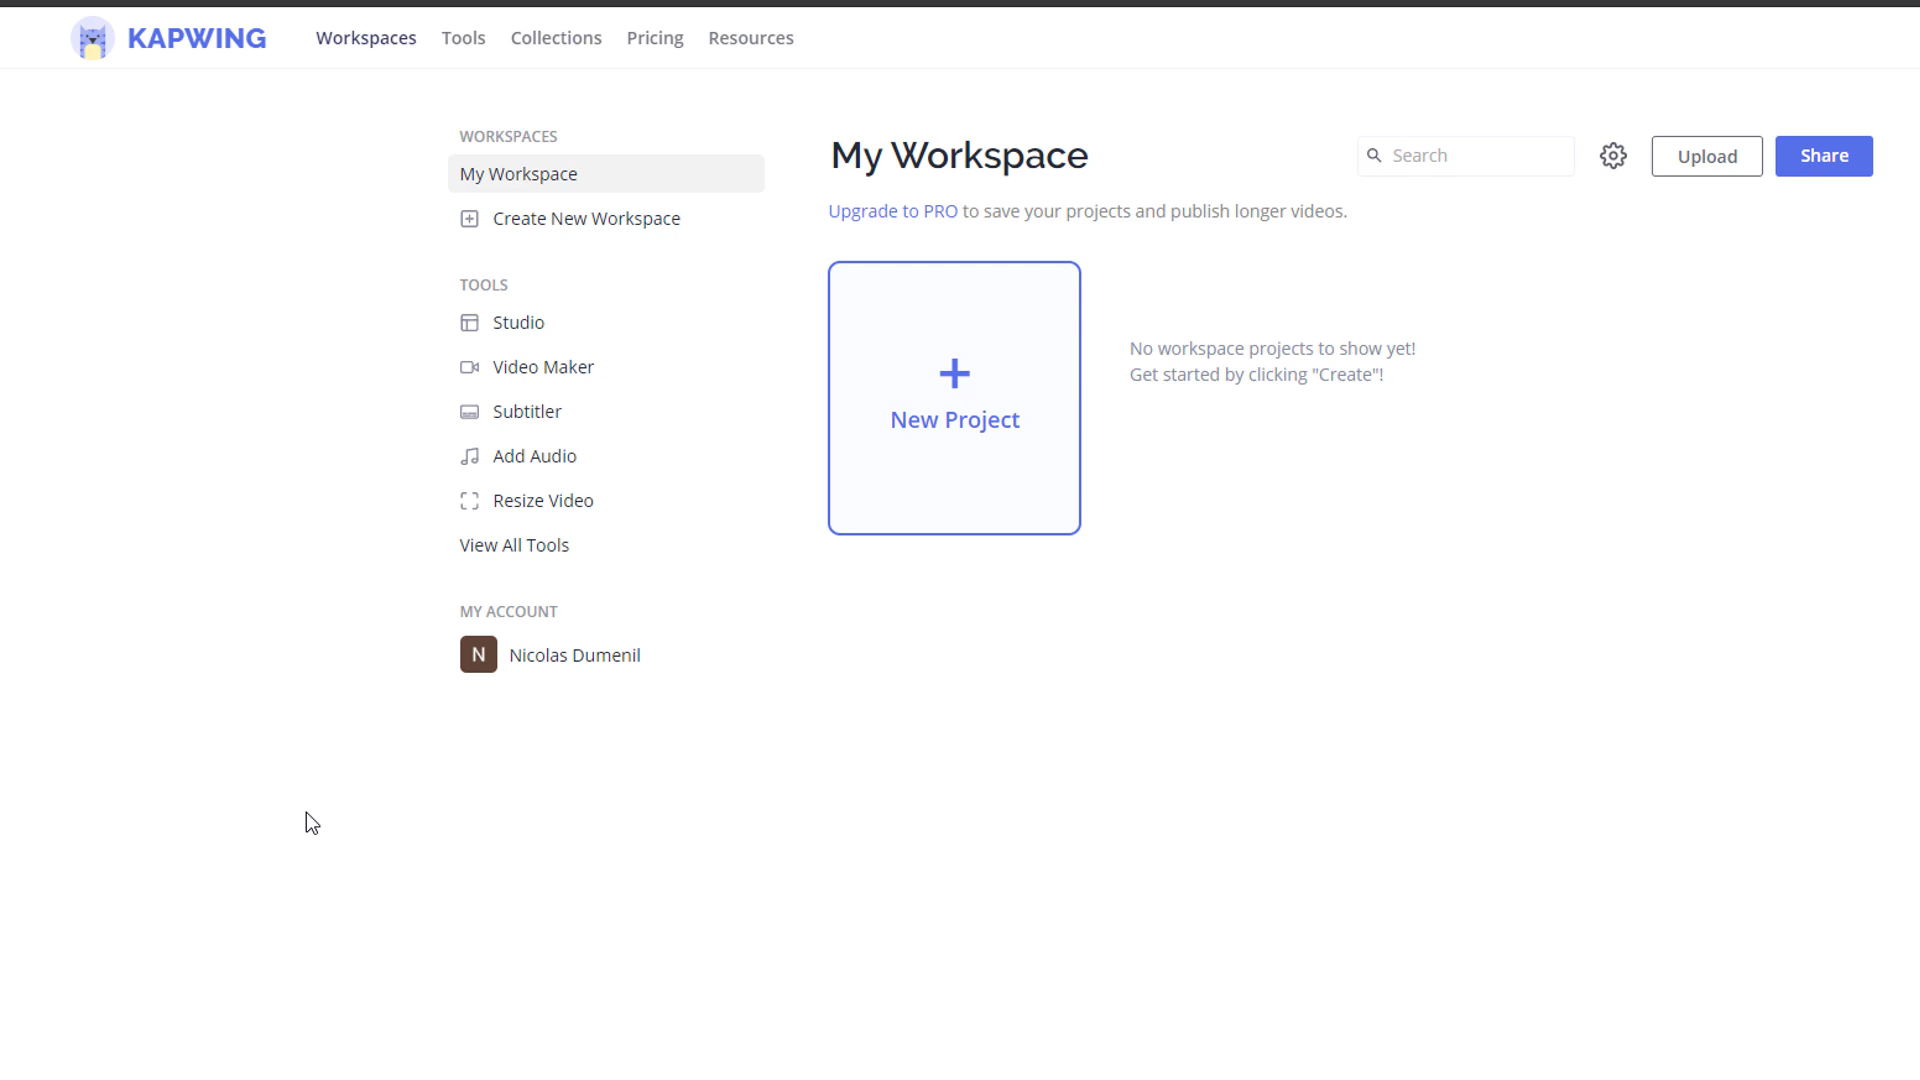 KAPWING
Workspaces
Tools
Collections
Pricing
Resources
WORKSPACES
My Workspace
Create New Workspace
TOOLS
Studio
Video Maker
Subtitler
Add Audio
Resize Video
View All Tools
MY ACCOUNT
N
Nicolas Dumenil
My Workspace
Search
Upload
Share
Upgrade to PRO to save your projects and publish longer videos.
New Project
No workspace projects to show yet!
Get started by clicking "Create"!